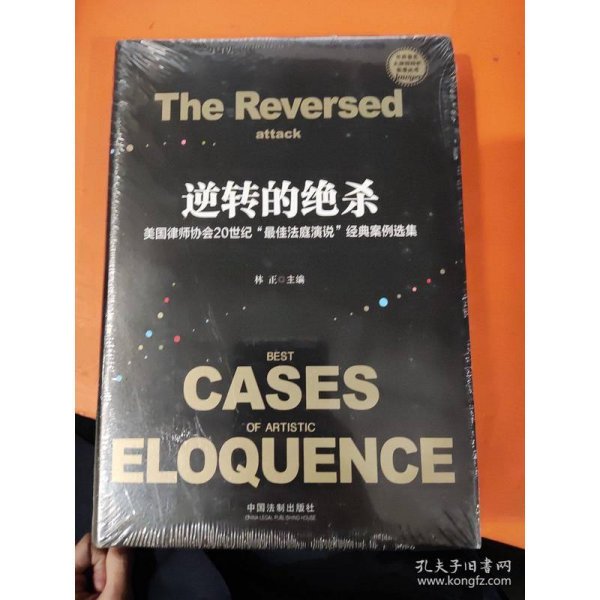 The Reversed
attack
逆转的绝杀
美国律师协会20世纪“最佳法庭演说”经典案例选集
林 正 主编
BEST
CASES
OF ARTISTIC
ELOQUENCE
中国法制出版社
CHINA LEGAL PUBLISHING HOUSE
孔夫子旧书网
www.kongfz.com